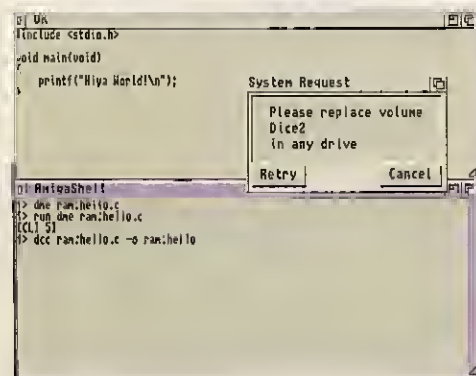 OK
#include <stdio.h>
void main(void)
{
printf("Hiya World!\n");
}
System Request
Please replace volume
Dice2
in any drive
Retry Cancel
AmigaShell
1> dme ram:hello.c
1> run dme ram:hello.c
[CLI 5]
1> dcc ram:hello.c -o ram:hello